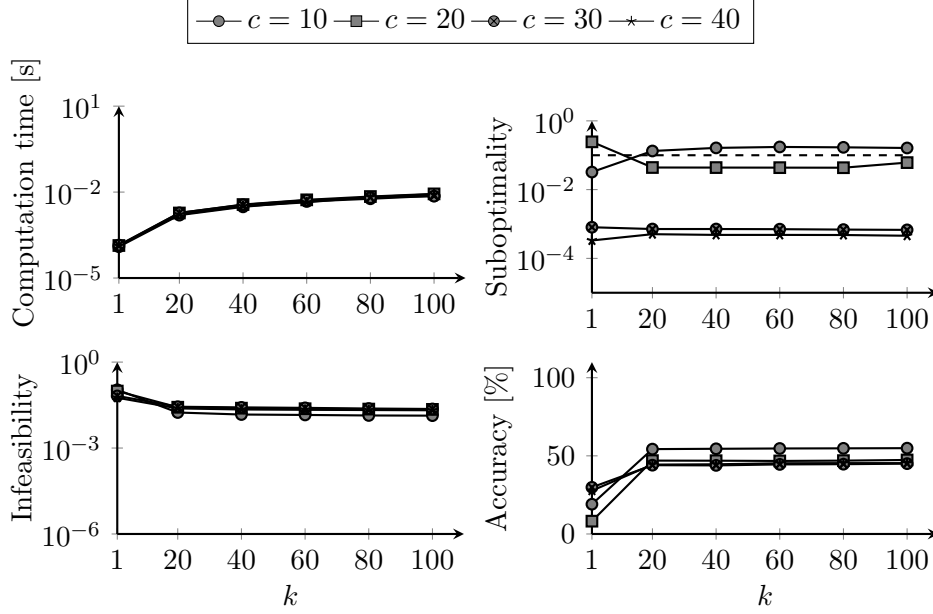 c = 10 c = 20 c = 30 c = 40
Computation time [s]
10^1
10^−2
10^−5
1 20 40 60 80 100
Suboptimality
10^0
10^−2
10^−4
1 20 40 60 80 100
Infeasibility
10^0
10^−3
10^−6
1 20 40 60 80 100
k
Accuracy [%]
100
50
0
1 20 40 60 80 100
k